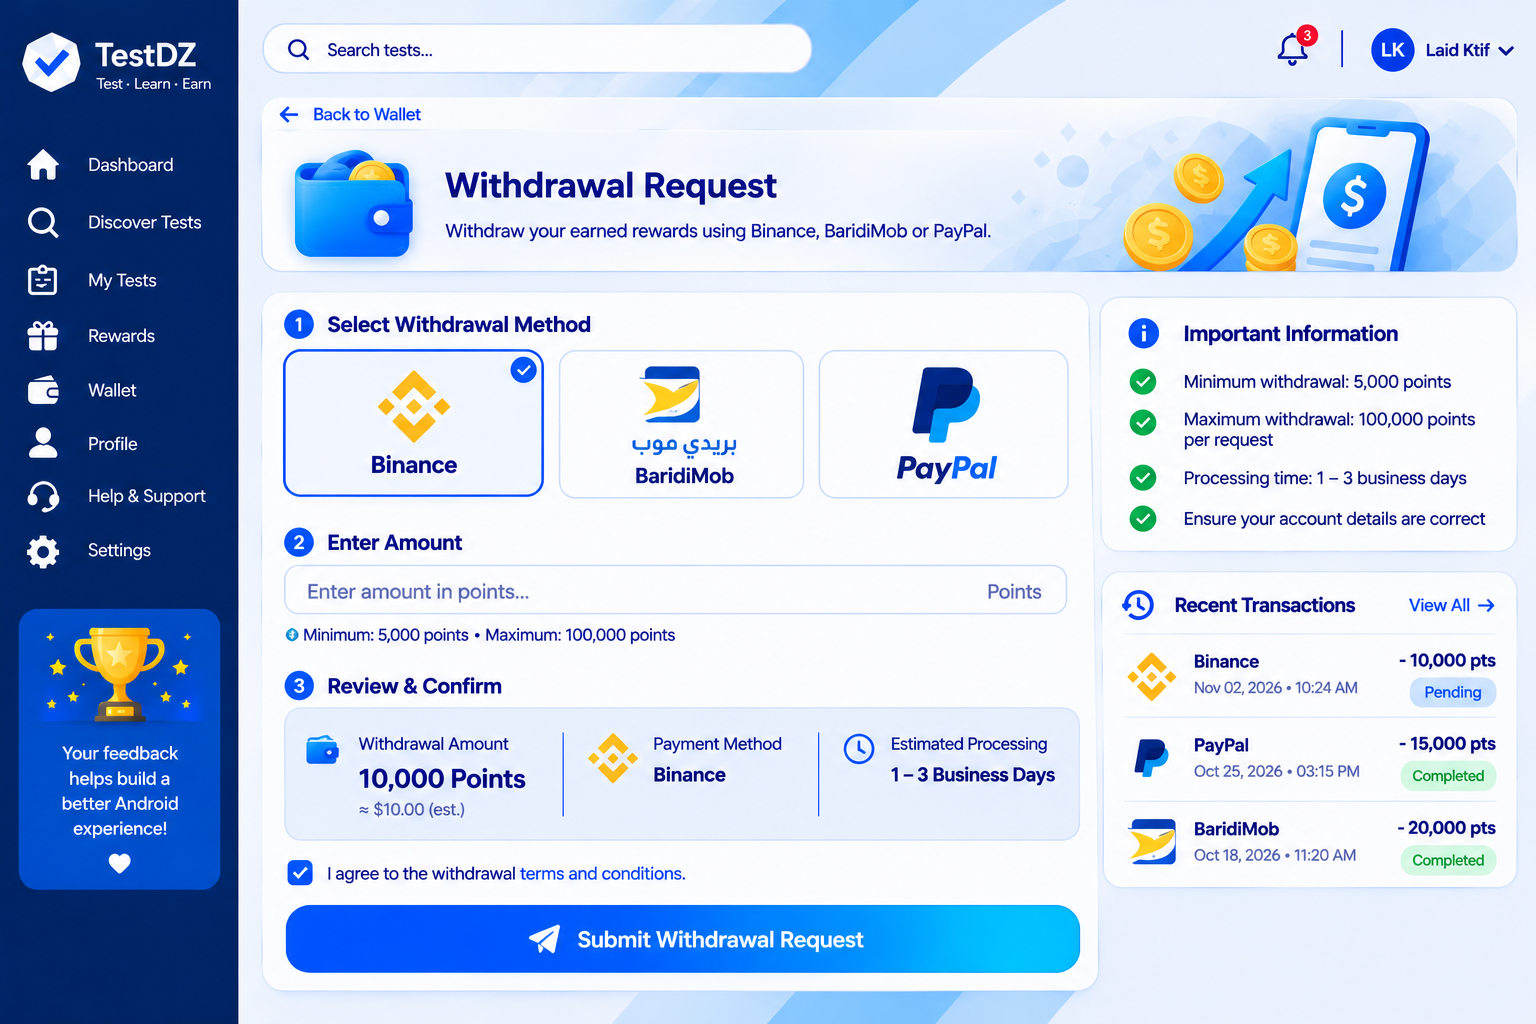 TestDZ
Test · Learn · Earn
Dashboard
Discover Tests
My Tests
Rewards
Wallet
Profile
Help & Support
Settings
Your feedback
helps build a
better Android
experience!
Search tests...
3
LK
Laid Ktif
Back to Wallet
Withdrawal Request
Withdraw your earned rewards using Binance, BaridiMob or PayPal.
1 Select Withdrawal Method
Binance
بريدي موب
BaridiMob
PayPal
2 Enter Amount
Enter amount in points... Points
Minimum: 5,000 points • Maximum: 100,000 points
3 Review & Confirm
Withdrawal Amount
10,000 Points
≈ $10.00 (est.)
Payment Method
Binance
Estimated Processing
1 – 3 Business Days
I agree to the withdrawal terms and conditions.
Submit Withdrawal Request
Important Information
Minimum withdrawal: 5,000 points
Maximum withdrawal: 100,000 points
per request
Processing time: 1 – 3 business days
Ensure your account details are correct
Recent Transactions View All
Binance - 10,000 pts
Nov 02, 2026 • 10:24 AM Pending
PayPal - 15,000 pts
Oct 25, 2026 • 03:15 PM Completed
BaridiMob - 20,000 pts
Oct 18, 2026 • 11:20 AM Completed